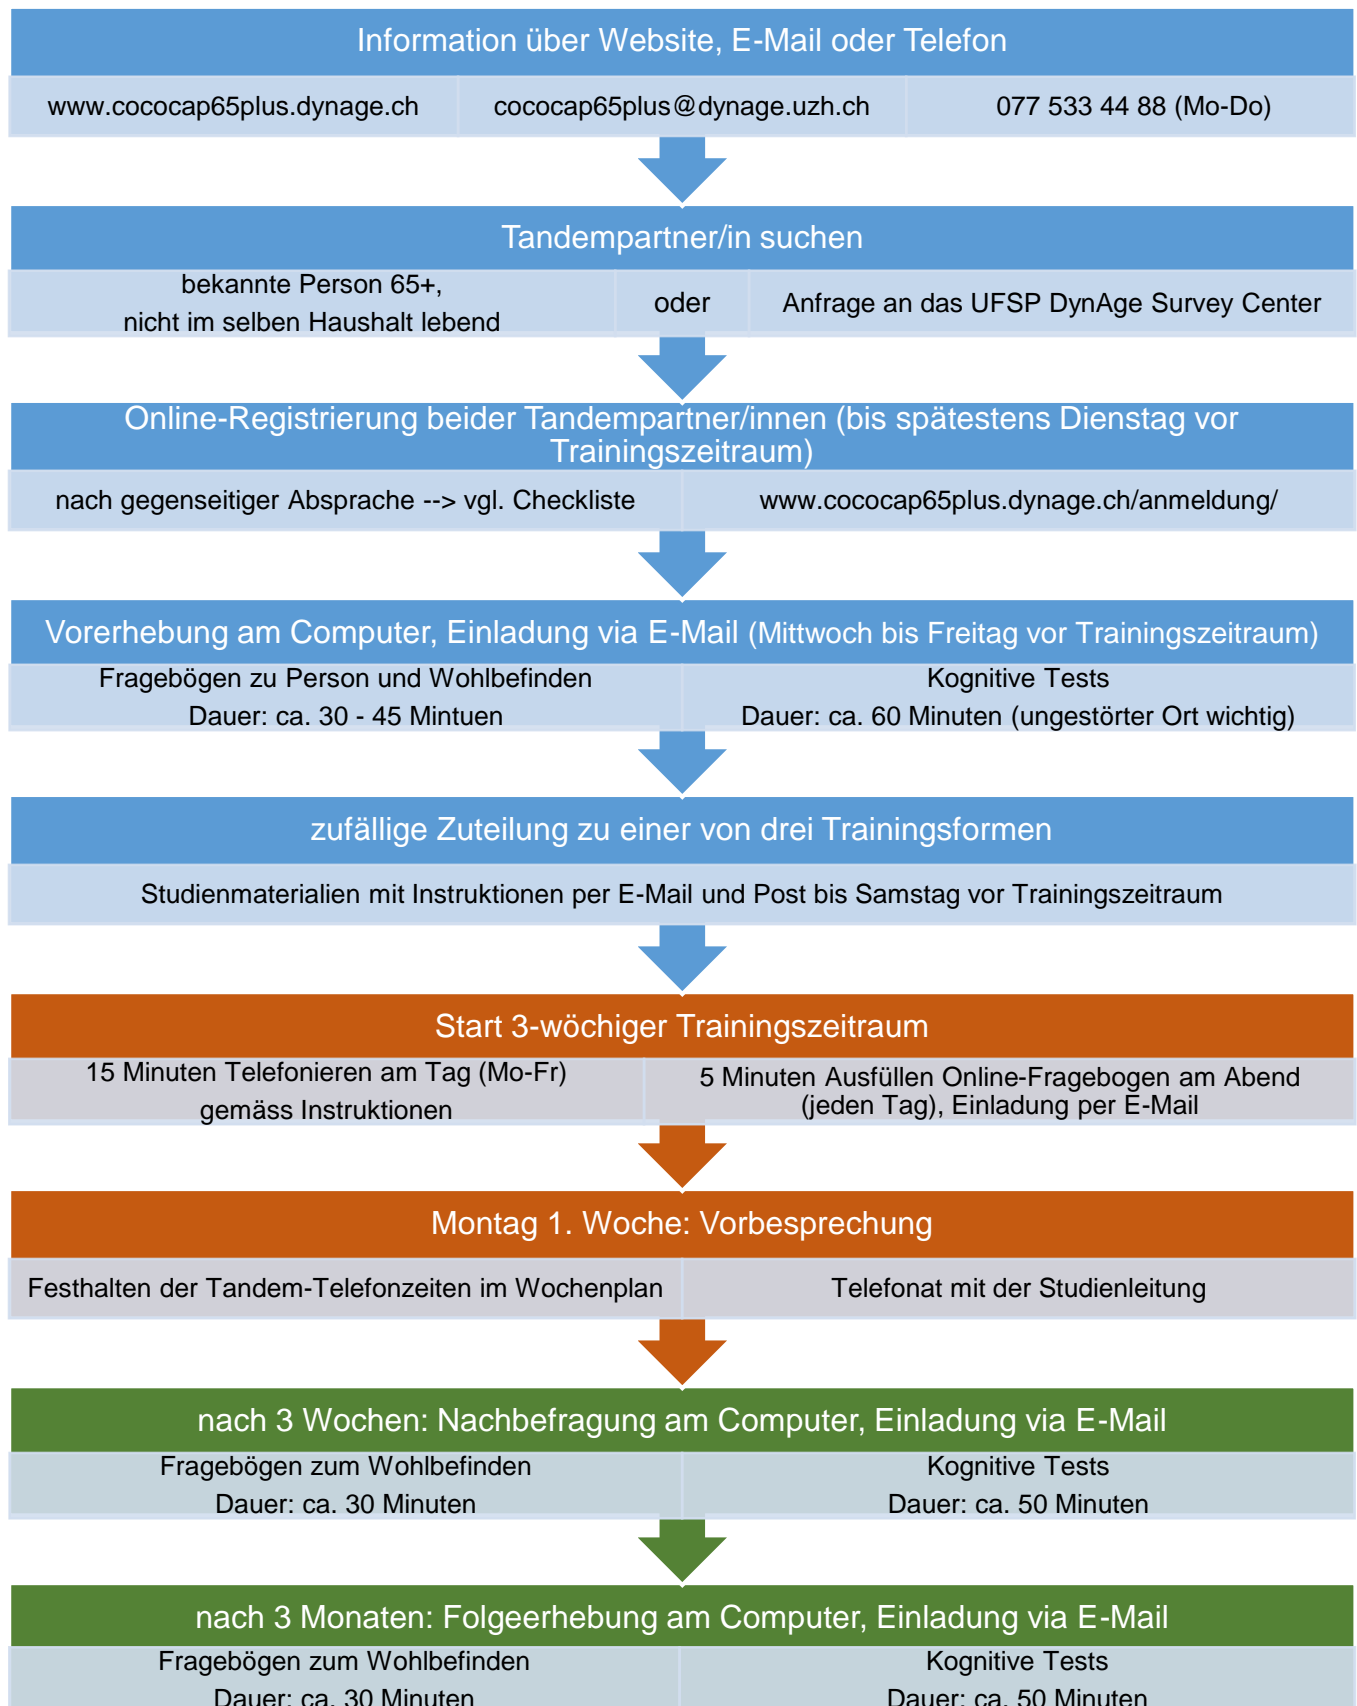 Information über Website, E-Mail oder Telefon
www.cococap65plus.dynage.ch
cococap65plus@dynage.uzh.ch
077 533 44 88 (Mo-Do)
Tandempartner/in suchen
bekannte Person 65+,
nicht im selben Haushalt lebend
oder
Anfrage an das UFSP DynAge Survey Center
Online-Registrierung beider Tandempartner/innen (bis spätestens Dienstag vor
Trainingszeitraum)
nach gegenseitiger Absprache --> vgl. Checkliste
www.cococap65plus.dynage.ch/anmeldung/
Vorerhebung am Computer, Einladung via E-Mail (Mittwoch bis Freitag vor Trainingszeitraum)
Fragebögen zu Person und Wohlbefinden
Dauer: ca. 30 - 45 Mintuen
Kognitive Tests
Dauer: ca. 60 Minuten (ungestörter Ort wichtig)
zufällige Zuteilung zu einer von drei Trainingsformen
Studienmaterialien mit Instruktionen per E-Mail und Post bis Samstag vor Trainingszeitraum
Start 3-wöchiger Trainingszeitraum
15 Minuten Telefonieren am Tag (Mo-Fr)
gemäss Instruktionen
5 Minuten Ausfüllen Online-Fragebogen am Abend
(jeden Tag), Einladung per E-Mail
Montag 1. Woche: Vorbesprechung
Festhalten der Tandem-Telefonzeiten im Wochenplan
Telefonat mit der Studienleitung
nach 3 Wochen: Nachbefragung am Computer, Einladung via E-Mail
Fragebögen zum Wohlbefinden
Dauer: ca. 30 Minuten
Kognitive Tests
Dauer: ca. 50 Minuten
nach 3 Monaten: Folgeerhebung am Computer, Einladung via E-Mail
Fragebögen zum Wohlbefinden
Dauer: ca. 30 Minuten
Kognitive Tests
Dauer: ca. 50 Minuten